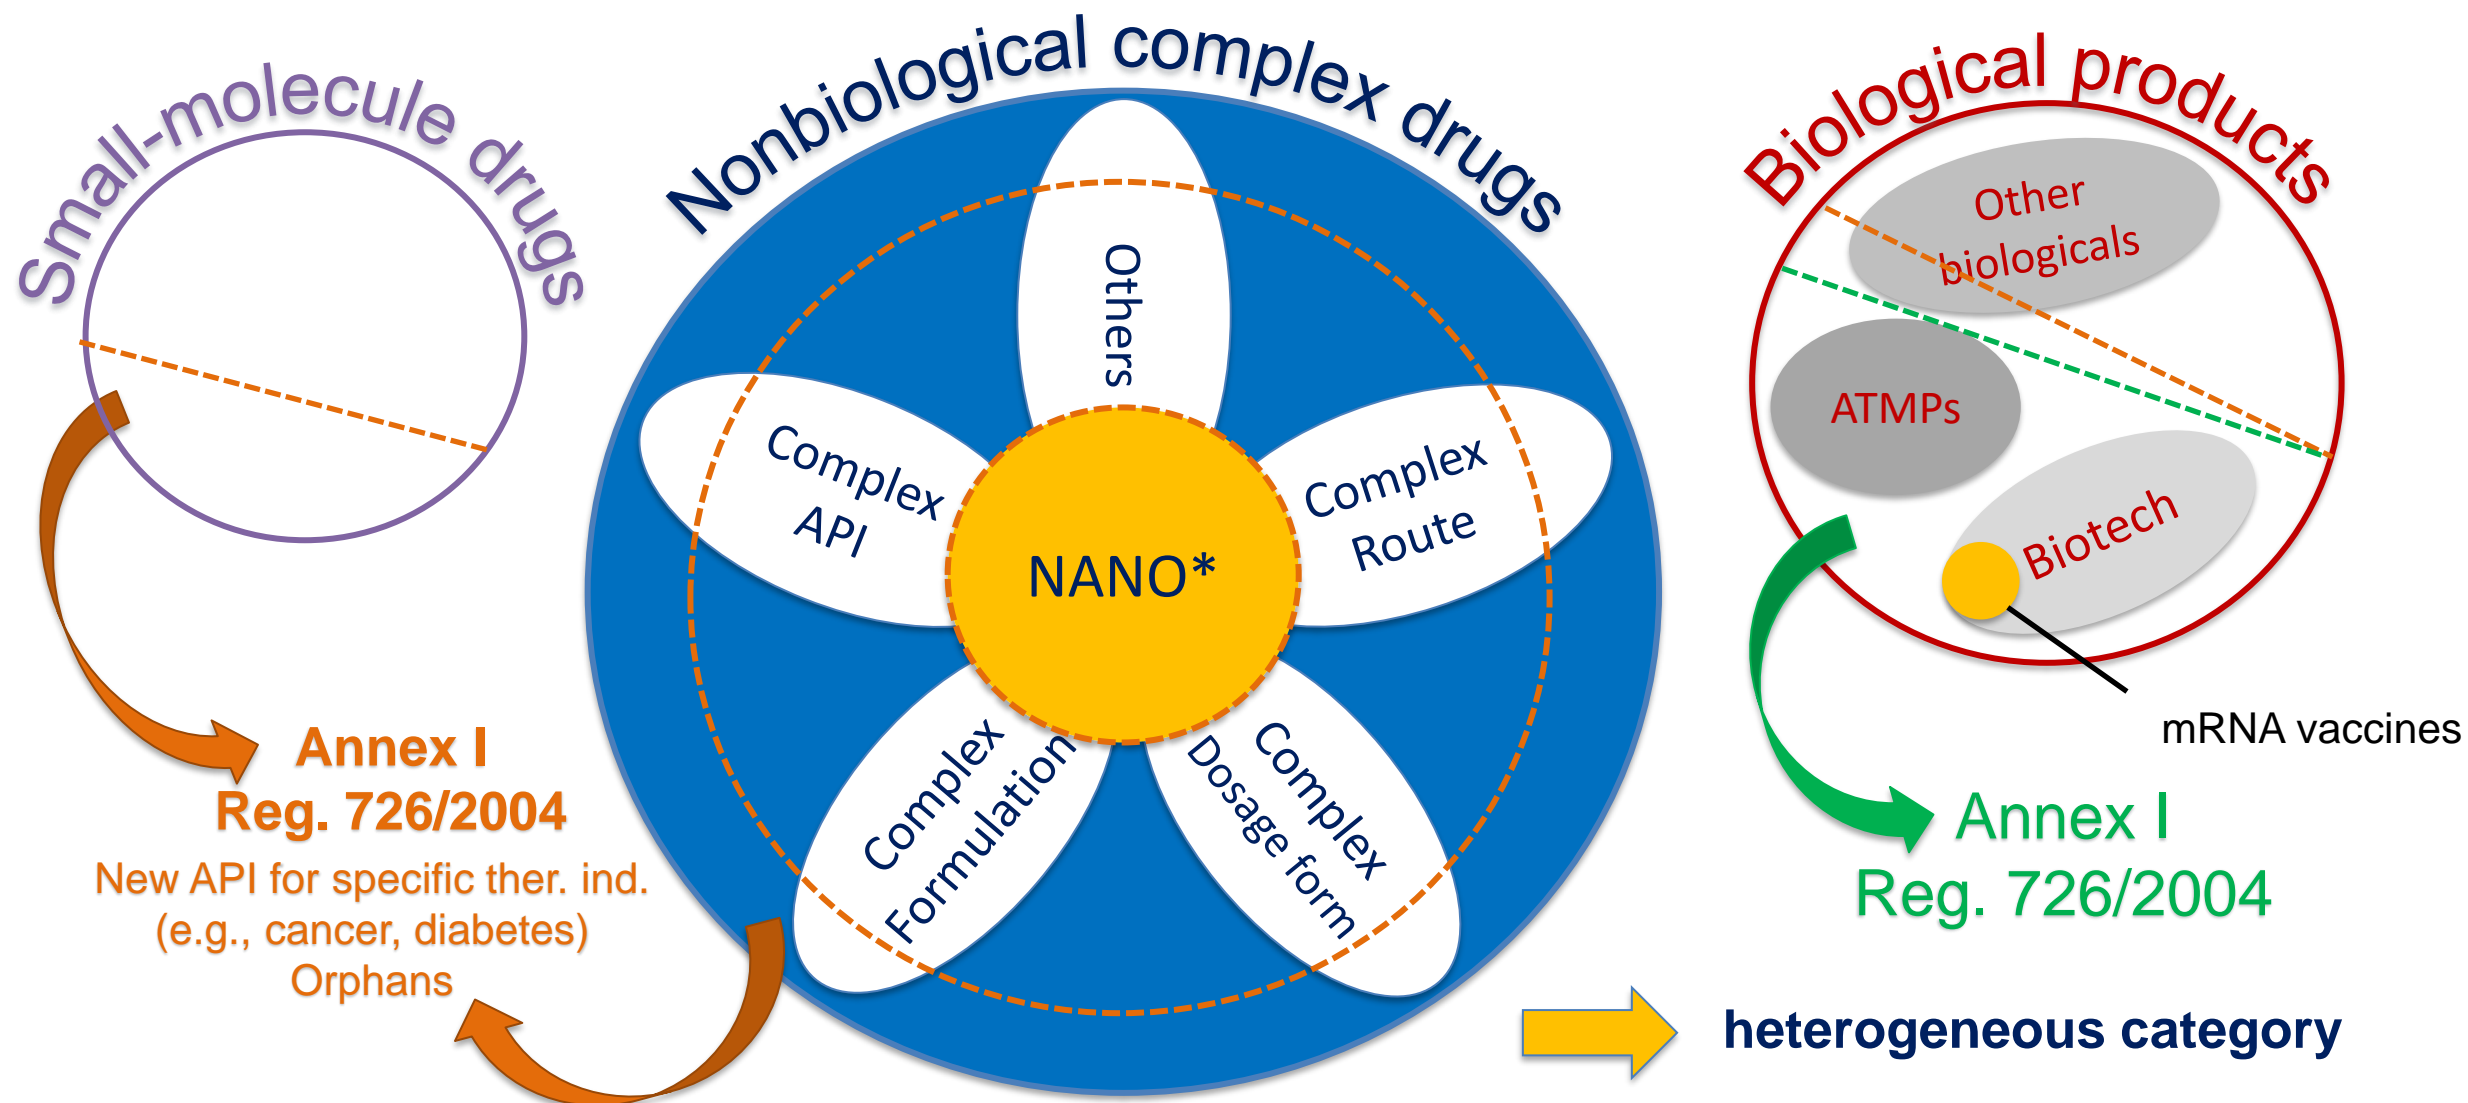 Small-molecule drugs
Nonbiological complex drugs
Biological products
Others
Complex
API
Complex
Route
NANO*
Complex
Formulation
Complex
Dosage form
Other
biologicals
ATMPs
Biotech
mRNA vaccines
Annex I
Reg. 726/2004
New API for specific ther. ind.
(e.g., cancer, diabetes)
Orphans
Annex I
Reg. 726/2004
heterogeneous category